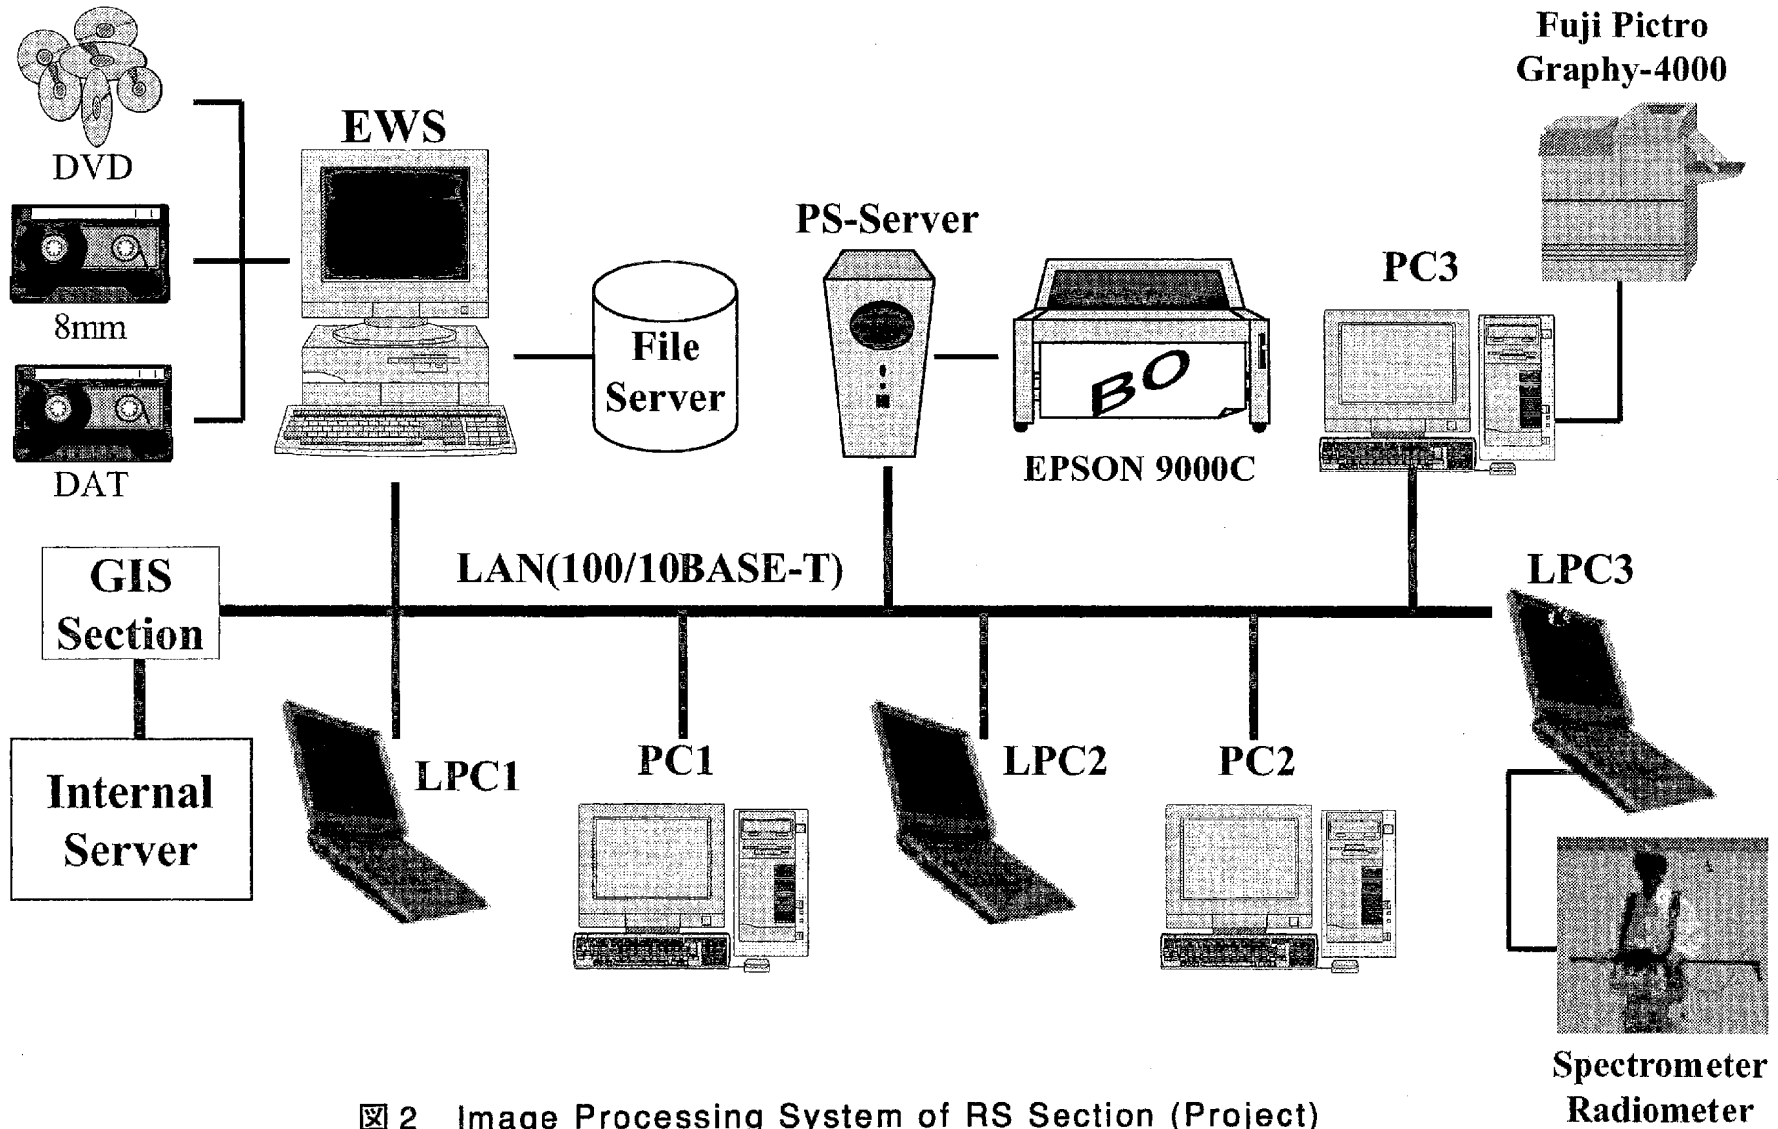 Fuji Pictro
Graphy-4000
EWS
DVD
PS-Server
PC3
8mm
File
Server
BO
DAT
EPSON 9000C
LAN(100/10BASE-T)
GIS
Section
LPC3
Internal
Server
LPC1
PC1
LPC2
PC2
Spectrometer
Radiometer
図2 Image Processing System of RS Section (Project)